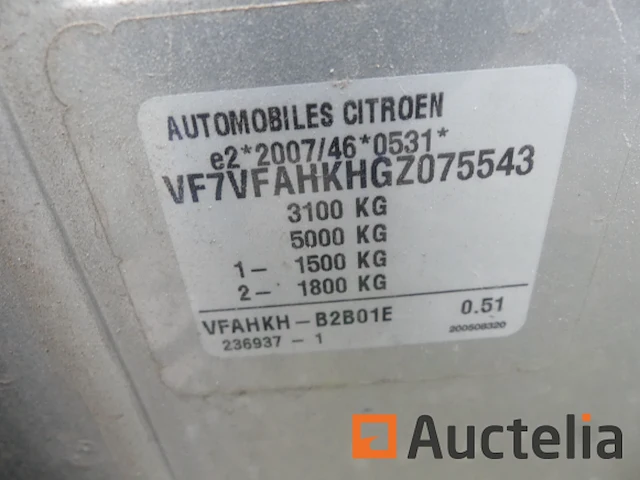 AUTOMOBILES CITROEN
e2*2007/46*0531*
VF7VFAHKHGZ075543
3100 KG
5000 KG
1- 1500 KG
2- 1800 KG
VFAHKH-B2B01E 0.51
236937-1 200508320
Auctelia